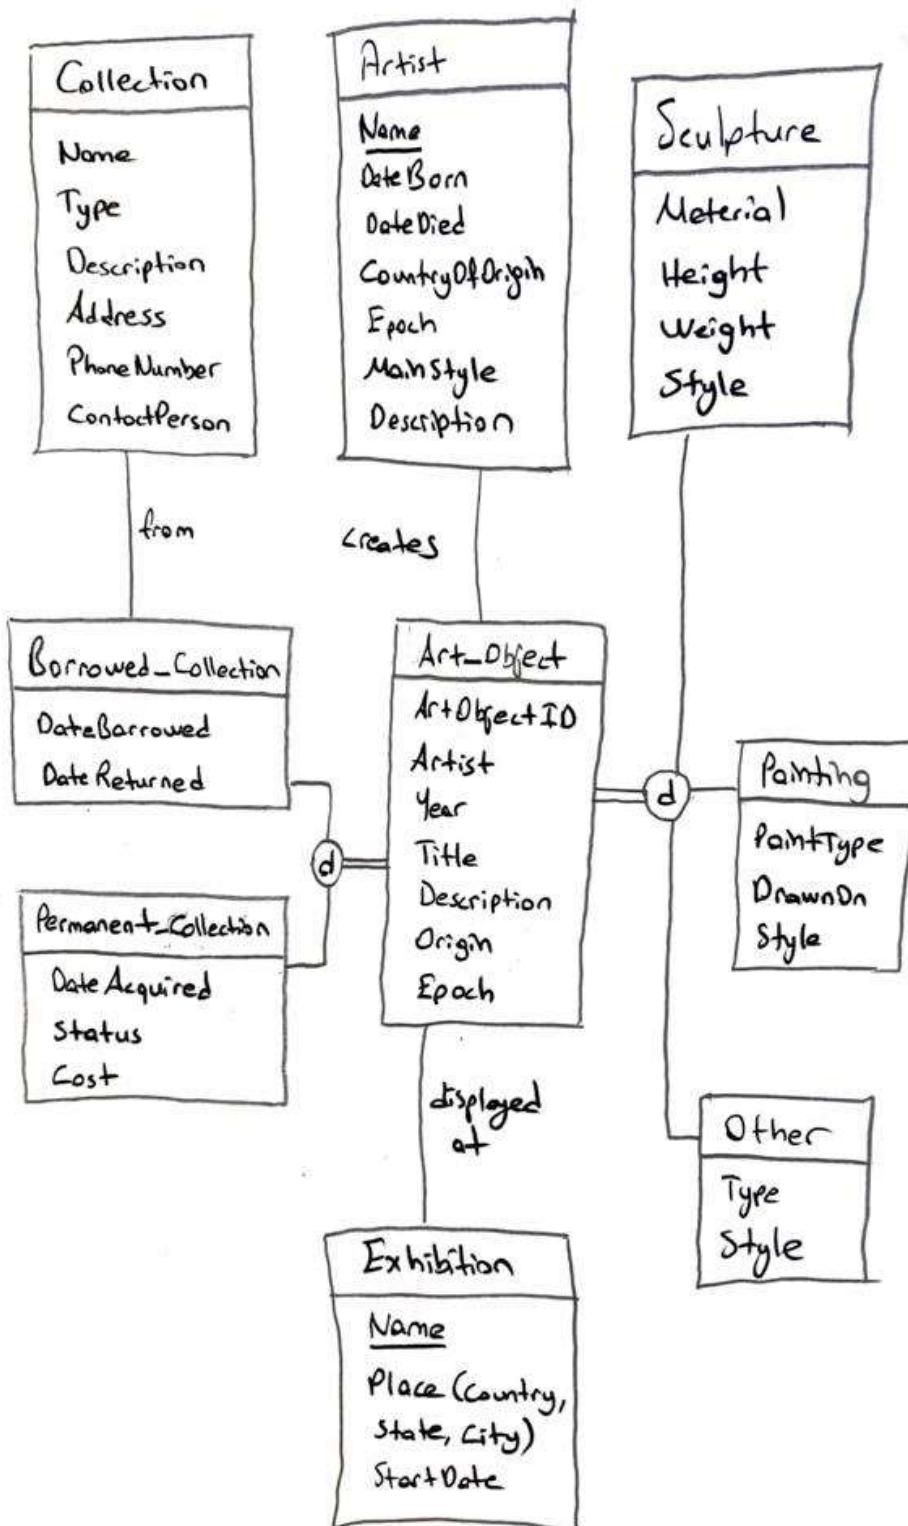 Collection
Name
Type
Description
Address
PhoneNumber
ContactPerson
Artist
Name
DateBorn
DateDied
CountryOfOrigin
Epoch
MainStyle
Description
Sculpture
Meterial
Height
Weight
Style
from
creates
Borrowed_Collection
DateBorrowed
DateReturned
d
Permanent_Collection
DateAcquired
Status
Cost
Art_Object
ArtObjectID
Artist
Year
Title
Description
Origin
Epoch
d
Painting
PaintType
DrawnOn
Style
Other
Type
Style
displayed
at
Exhibition
Name
Place (Country,
State, City)
StartDate